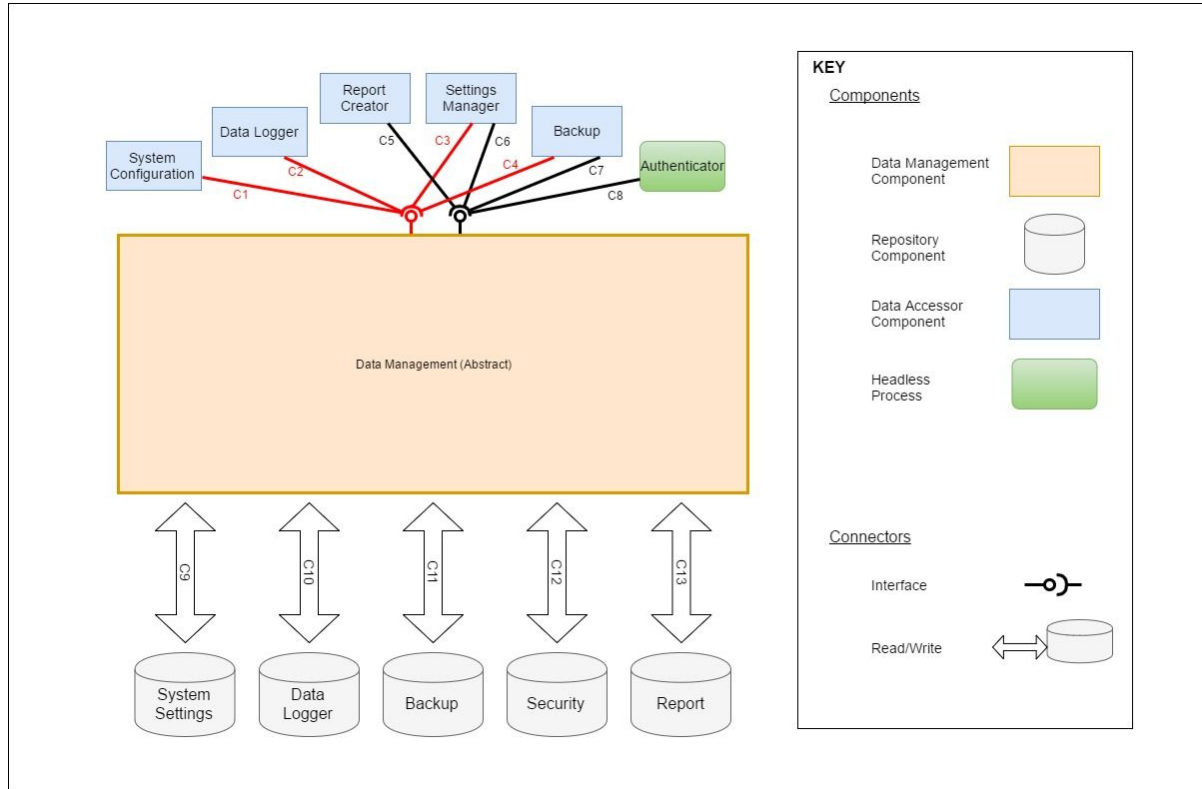 KEY
Components
Report
Creator
Settings
Manager
Data Logger
Backup
System
Configuration
Authenticator
C5
C3
C6
C2
C4
C7
C1
C8
Data Management
Component
Repository
Component
Data Accessor
Component
Headless
Process
Data Management (Abstract)
C9
C10
C11
C12
C13
System
Settings
Data
Logger
Backup
Security
Report
Connectors
Interface
Read/Write